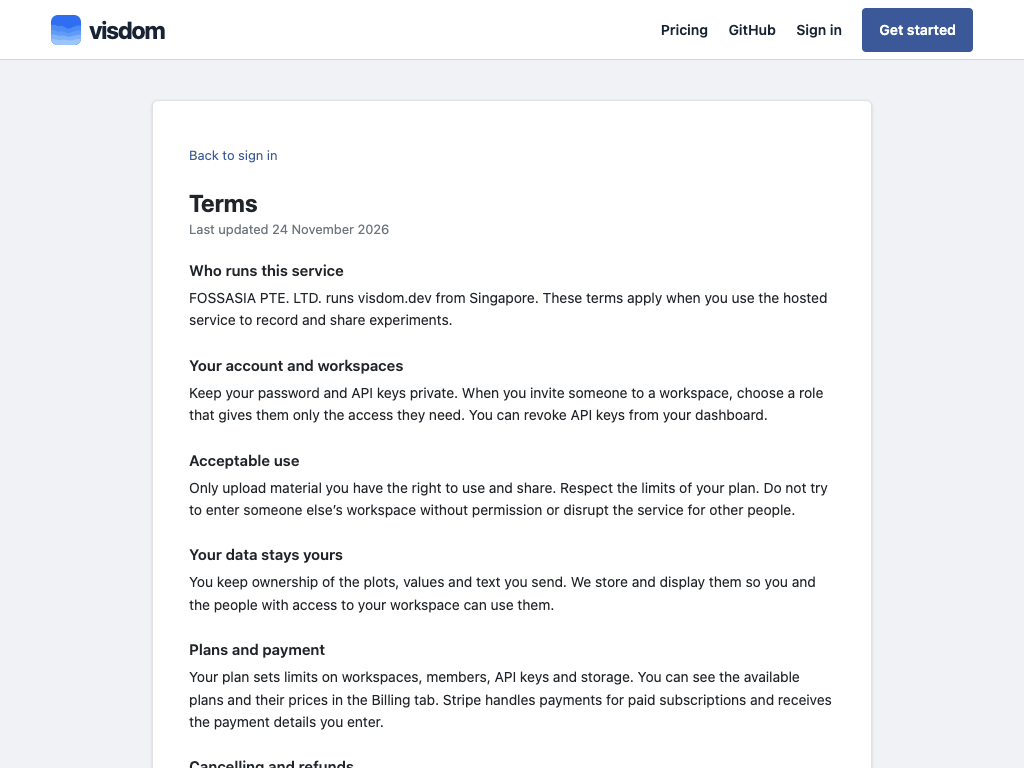 visdom
Pricing
GitHub
Sign in
Get started
Back to sign in
Terms
Last updated 24 November 2026
Who runs this service
FOSSASIA PTE. LTD. runs visdom.dev from Singapore. These terms apply when you use the hosted
service to record and share experiments.
Your account and workspaces
Keep your password and API keys private. When you invite someone to a workspace, choose a role
that gives them only the access they need. You can revoke API keys from your dashboard.
Acceptable use
Only upload material you have the right to use and share. Respect the limits of your plan. Do not try
to enter someone else’s workspace without permission or disrupt the service for other people.
Your data stays yours
You keep ownership of the plots, values and text you send. We store and display them so you and
the people with access to your workspace can use them.
Plans and payment
Your plan sets limits on workspaces, members, API keys and storage. You can see the available
plans and their prices in the Billing tab. Stripe handles payments for paid subscriptions and receives
the payment details you enter.
Cancelling and refunds